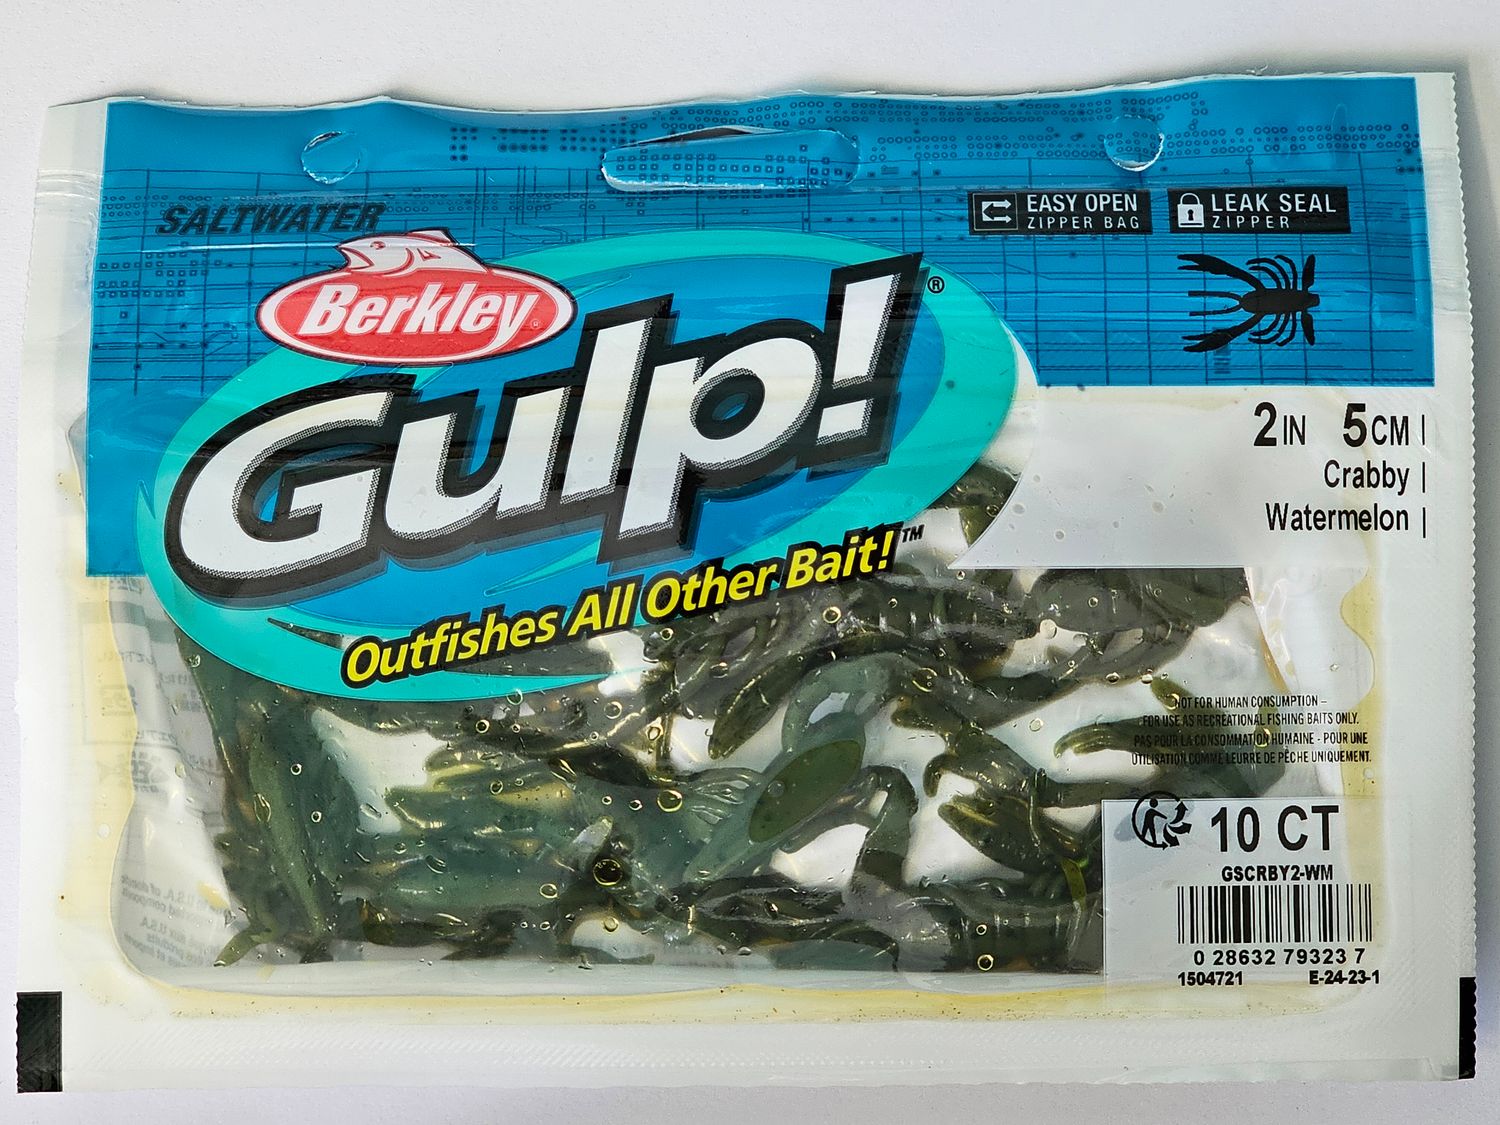 SALTWATER
EASY OPEN
ZIPPER BAG
LEAK SEAL
ZIPPER
Berkley
Gulp!®
Outfishes All Other Bait!™
2IN 5CM
Crabby
Watermelon
NOT FOR HUMAN CONSUMPTION –
FOR USE AS RECREATIONAL FISHING BAITS ONLY.
PAS POUR LA CONSOMMATION HUMAINE - POUR UNE
UTILISATION COMME LEURRE DE PÊCHE UNIQUEMENT.
10 CT
GSCRBY2-WM
0 28632 79323 7
1504721 E-24-23-1